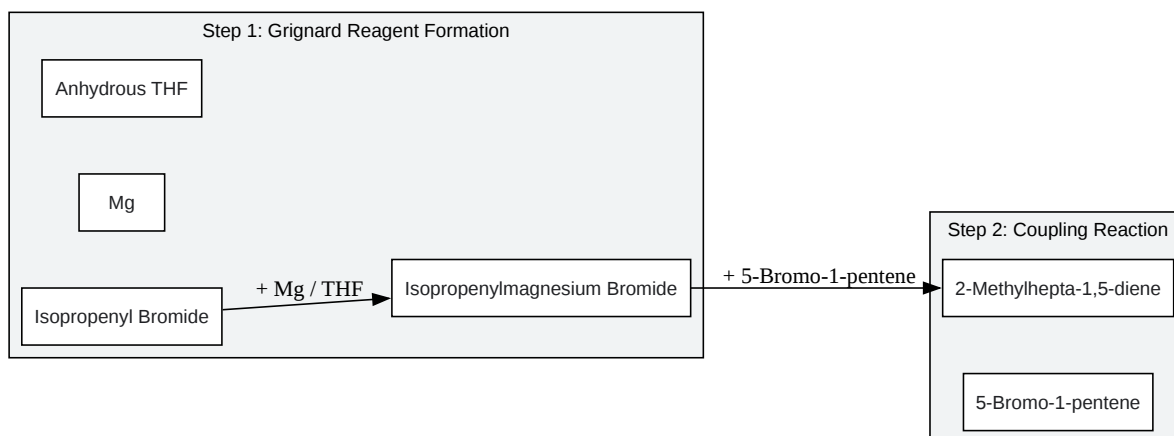 Step 1: Grignard Reagent Formation
Anhydrous THF
Mg
Isopropenyl Bromide
+ Mg / THF
Isopropenylmagnesium Bromide
+ 5-Bromo-1-pentene
Step 2: Coupling Reaction
2-Methylhepta-1,5-diene
5-Bromo-1-pentene